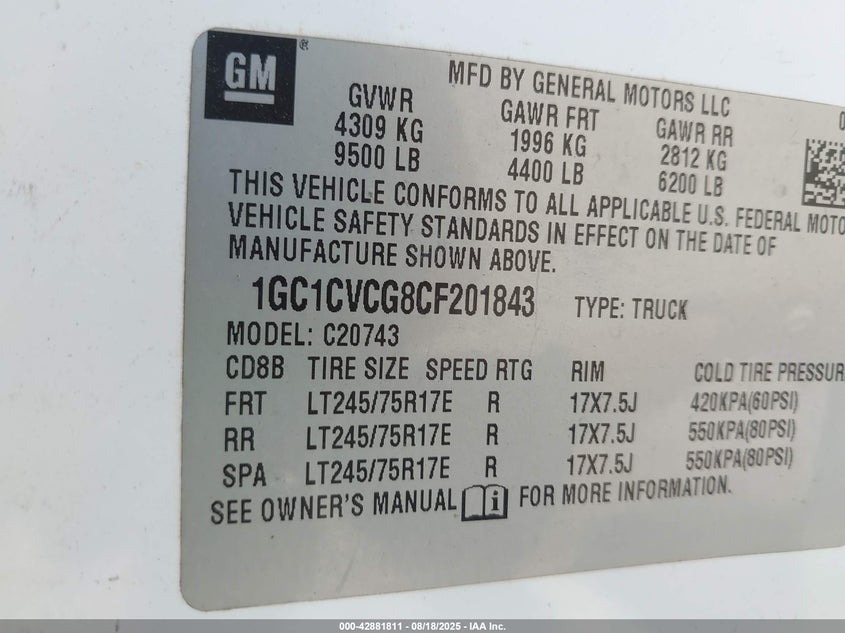 GM ®
MFD BY GENERAL MOTORS LLC
GVWR GAWR FRT GAWR RR
4309 KG 1996 KG 2812 KG
9500 LB 4400 LB 6200 LB
THIS VEHICLE CONFORMS TO ALL APPLICABLE U.S. FEDERAL MOTO
VEHICLE SAFETY STANDARDS IN EFFECT ON THE DATE OF
MANUFACTURE SHOWN ABOVE.
1GC1CVCG8CF201843 TYPE: TRUCK
MODEL: C20743
CD8B TIRE SIZE SPEED RTG RIM COLD TIRE PRESSUR
FRT LT245/75R17E R 17X7.5J 420KPA(60PSI)
RR LT245/75R17E R 17X7.5J 550KPA(80PSI)
SPA LT245/75R17E R 17X7.5J 550KPA(80PSI)
SEE OWNER'S MANUAL i FOR MORE INFORMATION.
000-42881811 - 08/18/2025 - IAA Inc.